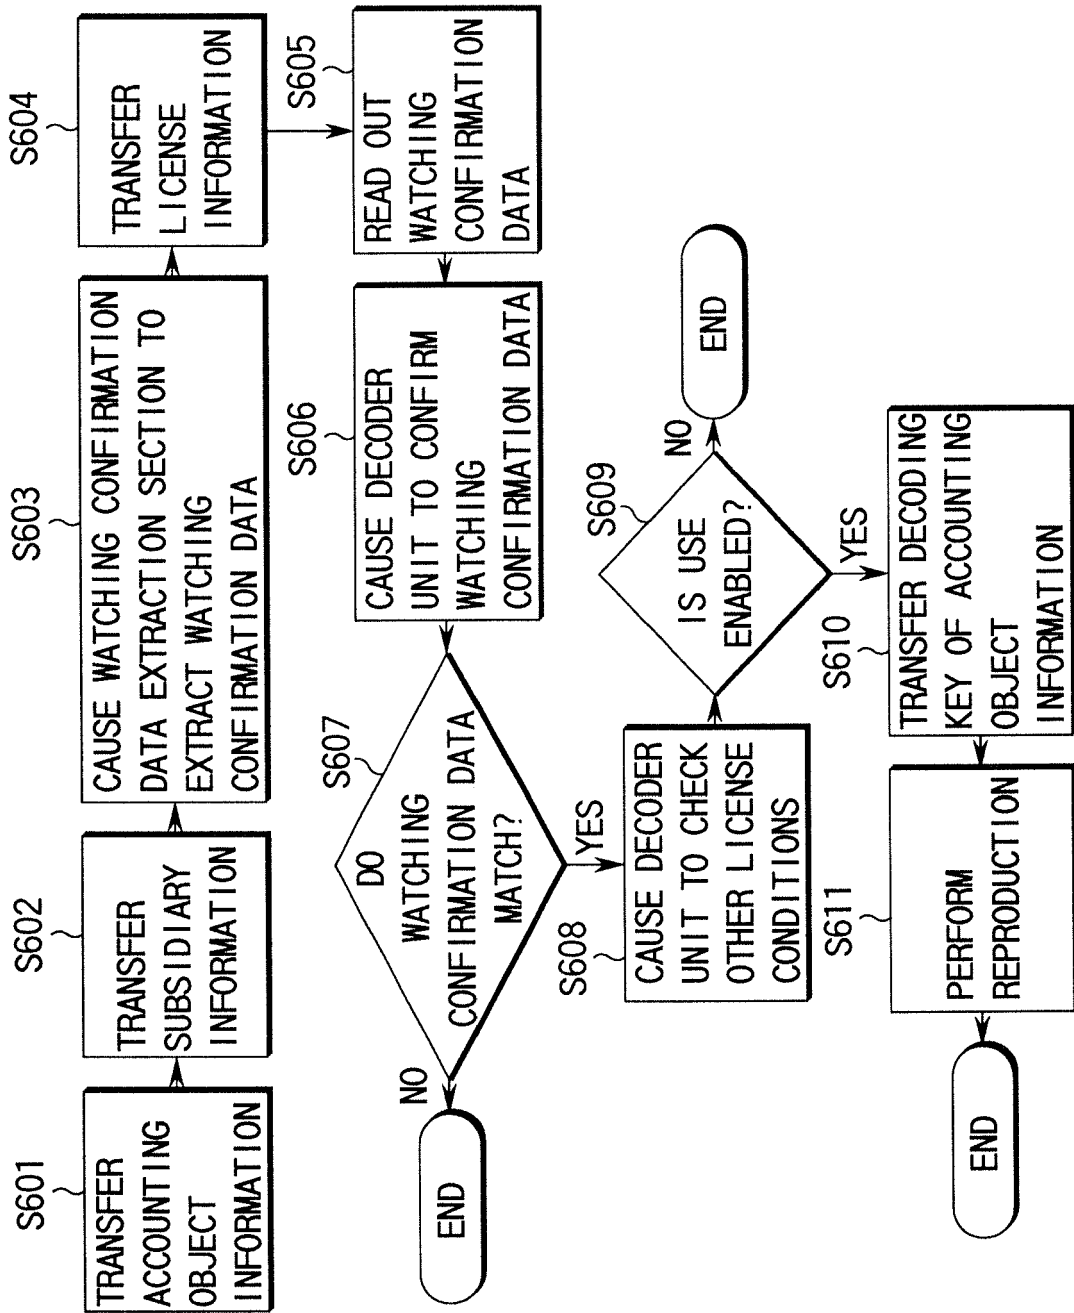 S601
TRANSFER
ACCOUNTING
OBJECT
INFORMATION
S602
TRANSFER
SUBSIDIARY
INFORMATION
S603
CAUSE WATCHING CONFIRMATION
DATA EXTRACTION SECTION TO
EXTRACT WATCHING
CONFIRMATION DATA
S604
TRANSFER
LICENSE
INFORMATION
S605
READ OUT
WATCHING
CONFIRMATION
DATA
S606
CAUSE DECODER
UNIT TO CONFIRM
WATCHING
CONFIRMATION DATA
S607
DO
WATCHING
CONFIRMATION DATA
MATCH?
NO
END
YES
S608
CAUSE DECODER
UNIT TO CHECK
OTHER LICENSE
CONDITIONS
S609
IS USE
ENABLED?
NO
END
YES
S610
TRANSFER DECODING
KEY OF ACCOUNTING
OBJECT
INFORMATION
S611
PERFORM
REPRODUCTION
END